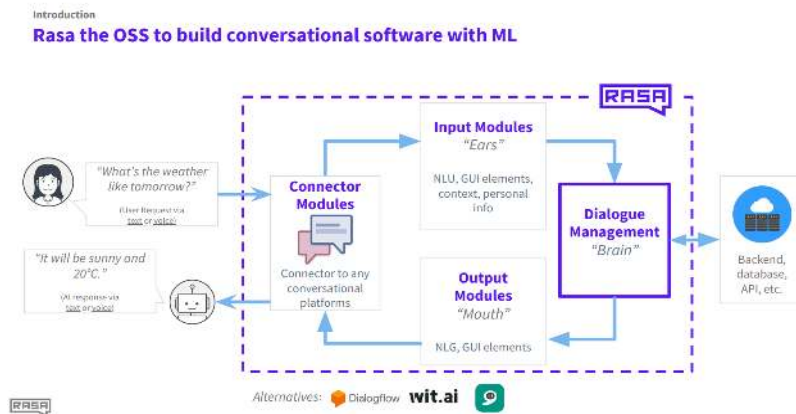 Introduction
Rasa the OSS to build conversational software with ML
RASA
"What's the weather
like tomorrow?"
(User Request via
text or voice)
"It will be sunny and
20°C."
(AI response via
text or voice)
Connector
Modules
Connector to any
conversational
platforms
Input Modules
"Ears"
NLU, GUI elements,
context, personal
info
Output
Modules
"Mouth"
NLG, GUI elements
Dialogue
Management
"Brain"
Backend,
database,
API, etc.
Alternatives: Dialogflow wit.ai
RASA